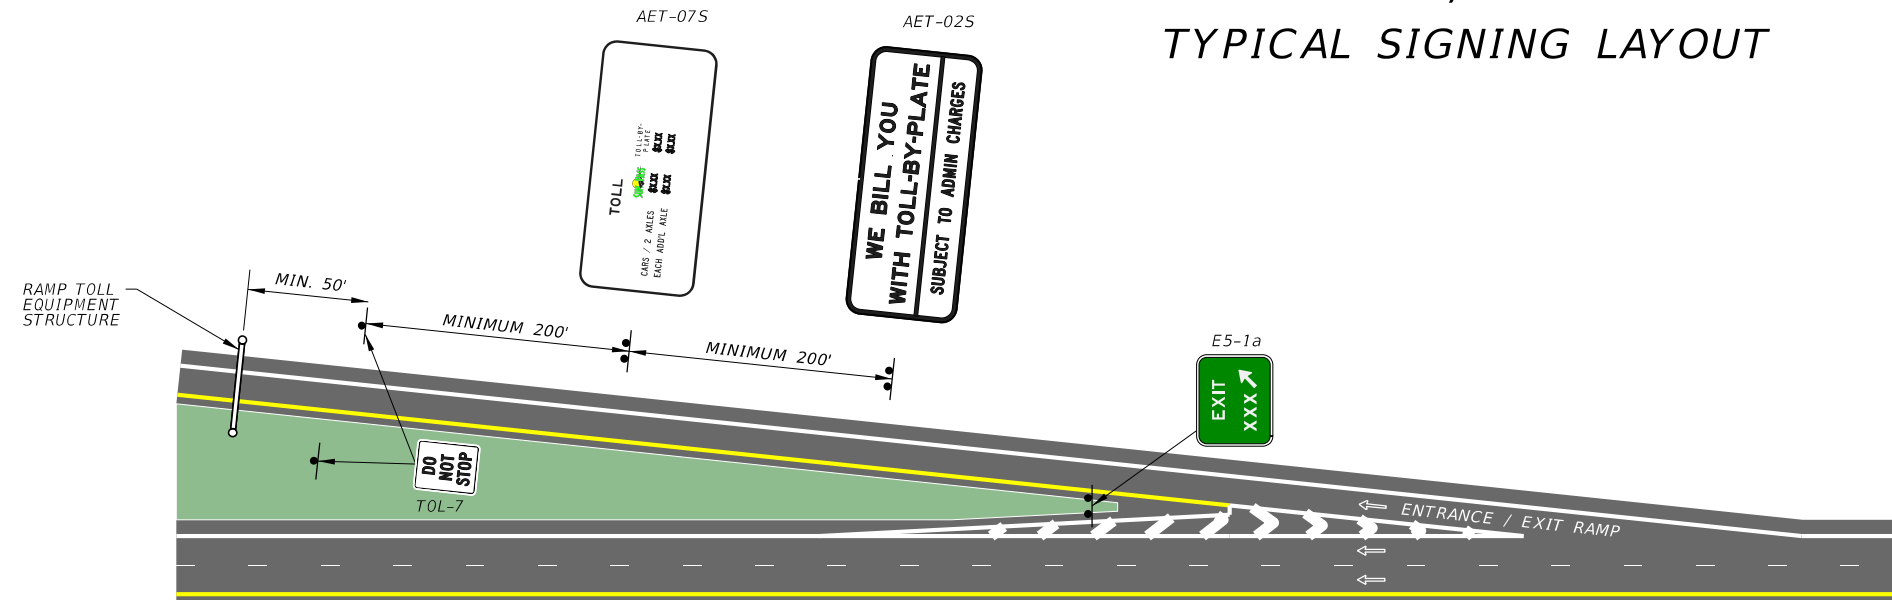 TYPICAL SIGNING LAYOUT
AET-07S
AET-02S
TOLL
TOLL-BY-
PLATE
CARS / 2 AXLES $X.XX $X.XX
EACH ADD'L AXLE $X.XX $X.XX
WE BILL YOU
WITH TOLL-BY-PLATE
SUBJECT TO ADMIN CHARGES
RAMP TOLL
EQUIPMENT
STRUCTURE
MIN. 50'
MINIMUM 200'
MINIMUM 200'
E5-1a
EXIT
XXX
DO
NOT
STOP
TOL-7
ENTRANCE / EXIT RAMP